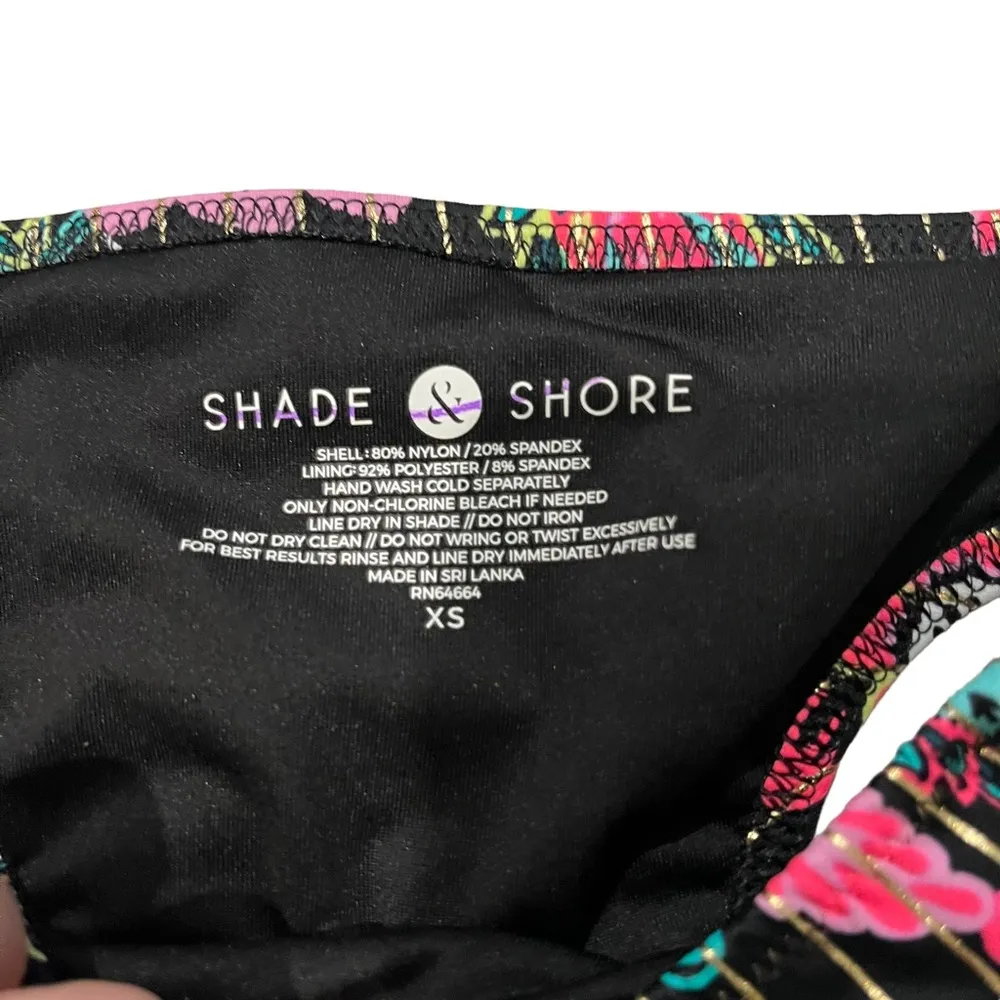 SHADE & SHORE
SHELL: 80% NYLON / 20% SPANDEX
LINING: 92% POLYESTER / 8% SPANDEX
HAND WASH COLD SEPARATELY
ONLY NON-CHLORINE BLEACH IF NEEDED
LINE DRY IN SHADE // DO NOT IRON
DO NOT DRY CLEAN // DO NOT WRING OR TWIST EXCESSIVELY
FOR BEST RESULTS RINSE AND LINE DRY IMMEDIATELY AFTER USE
MADE IN SRI LANKA
RN64664
XS